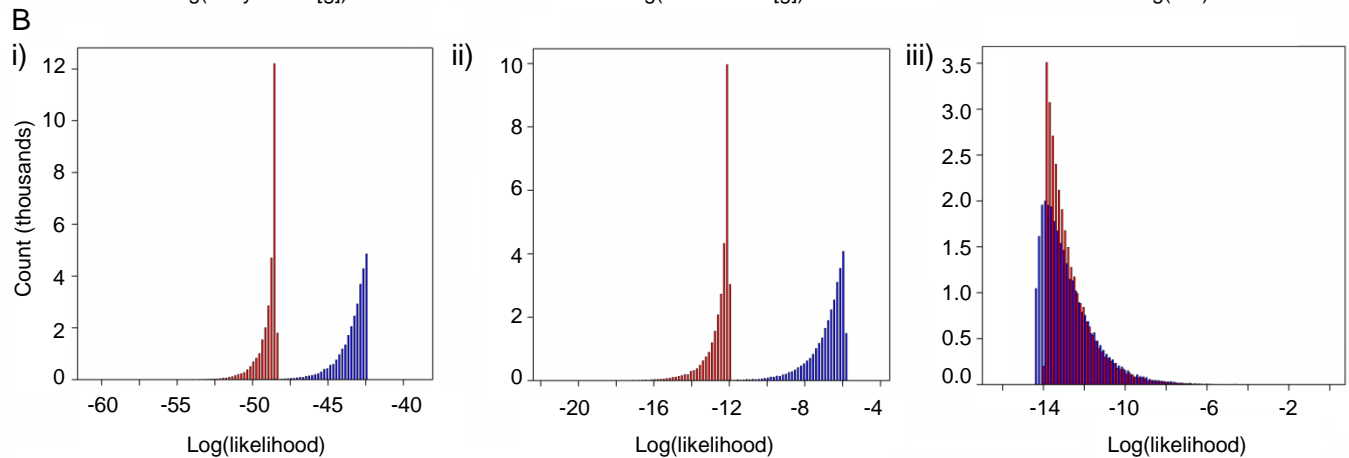 B
i)
ii)
iii)
Count (thousands)
12
10
8
6
4
2
0
-60 -55 -50 -45 -40
Log(likelihood)
10
8
6
4
2
0
-20 -16 -12 -8 -4
Log(likelihood)
3.5
3.0
2.5
2.0
1.5
1.0
0.5
0.0
-14 -10 -6 -2
Log(likelihood)